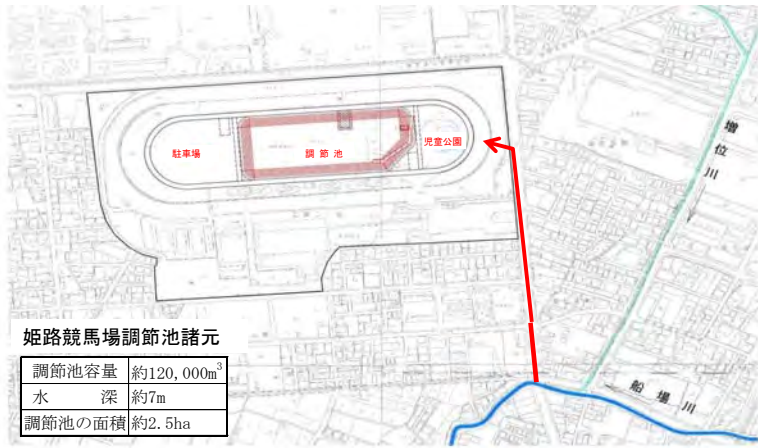 駐車場
調節池
児童公園
増位川
船場川
姫路競馬場調節池諸元
調節池容量 約120,000m³
水深 約7m
調節池の面積 約2.5ha